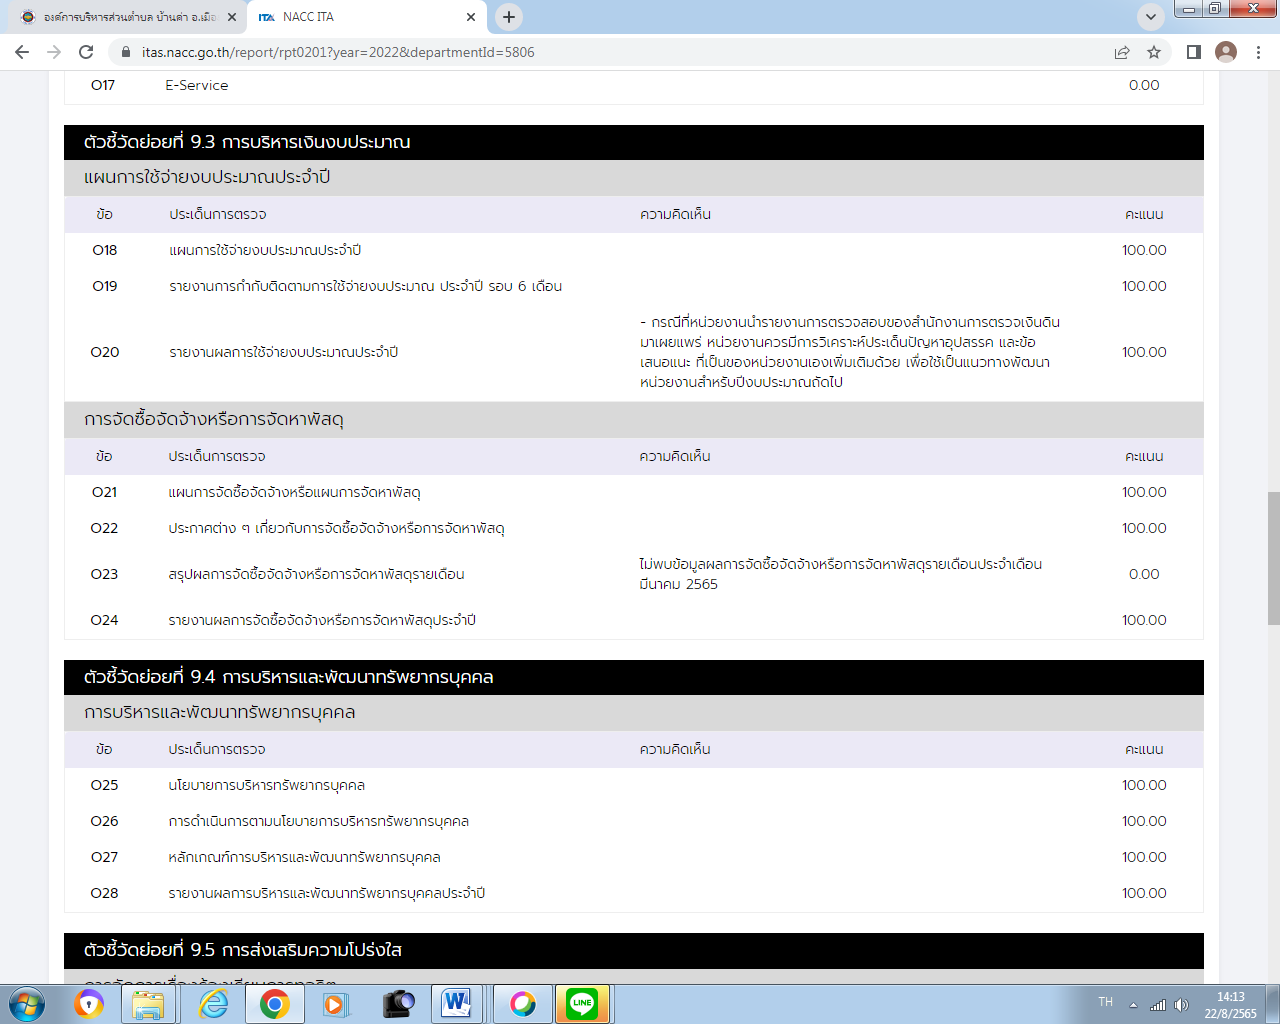 องค์การบริหารส่วนตำบล บ้านค่า อ.เมือ
NACC ITA
itas.nacc.go.th/report/rpt0201?year=2022&departmentId=5806
O17 E-Service 0.00
ตัวชี้วัดย่อยที่ 9.3 การบริหารเงินงบประมาณ
แผนการใช้จ่ายงบประมาณประจำปี
ข้อ ประเด็นการตรวจ ความคิดเห็น คะแนน
O18 แผนการใช้จ่ายงบประมาณประจำปี 100.00
O19 รายงานการกำกับติดตามการใช้จ่ายงบประมาณ ประจำปี รอบ 6 เดือน 100.00
O20 รายงานผลการใช้จ่ายงบประมาณประจำปี
- กรณีที่หน่วยงานนำรายงานการตรวจสอบของสำนักงานการตรวจเงินดิน
มาเผยแพร่ หน่วยงานควรมีการวิเคราะห์ประเด็นปัญหาอุปสรรค และข้อ
เสนอแนะ ที่เป็นของหน่วยงานเองเพิ่มเติมด้วย เพื่อใช้เป็นแนวทางพัฒนา
หน่วยงานสำหรับปีงบประมาณถัดไป
100.00
การจัดซื้อจัดจ้างหรือการจัดหาพัสดุ
ข้อ ประเด็นการตรวจ ความคิดเห็น คะแนน
O21 แผนการจัดซื้อจัดจ้างหรือแผนการจัดหาพัสดุ 100.00
O22 ประกาศต่าง ๆ เกี่ยวกับการจัดซื้อจัดจ้างหรือการจัดหาพัสดุ 100.00
O23 สรุปผลการจัดซื้อจัดจ้างหรือการจัดหาพัสดุรายเดือน
ไม่พบข้อมูลผลการจัดซื้อจัดจ้างหรือการจัดหาพัสดุรายเดือนประจำเดือน
มีนาคม 2565
0.00
O24 รายงานผลการจัดซื้อจัดจ้างหรือการจัดหาพัสดุประจำปี 100.00
ตัวชี้วัดย่อยที่ 9.4 การบริหารและพัฒนาทรัพยากรบุคคล
การบริหารและพัฒนาทรัพยากรบุคคล
ข้อ ประเด็นการตรวจ ความคิดเห็น คะแนน
O25 นโยบายการบริหารทรัพยากรบุคคล 100.00
O26 การดำเนินการตามนโยบายการบริหารทรัพยากรบุคคล 100.00
O27 หลักเกณฑ์การบริหารและพัฒนาทรัพยากรบุคคล 100.00
O28 รายงานผลการบริหารและพัฒนาทรัพยากรบุคคลประจำปี 100.00
ตัวชี้วัดย่อยที่ 9.5 การส่งเสริมความโปร่งใส
การจัดการเรื่องร้องเรียนการทุจริต
LINE
TH
14:13
22/8/2565